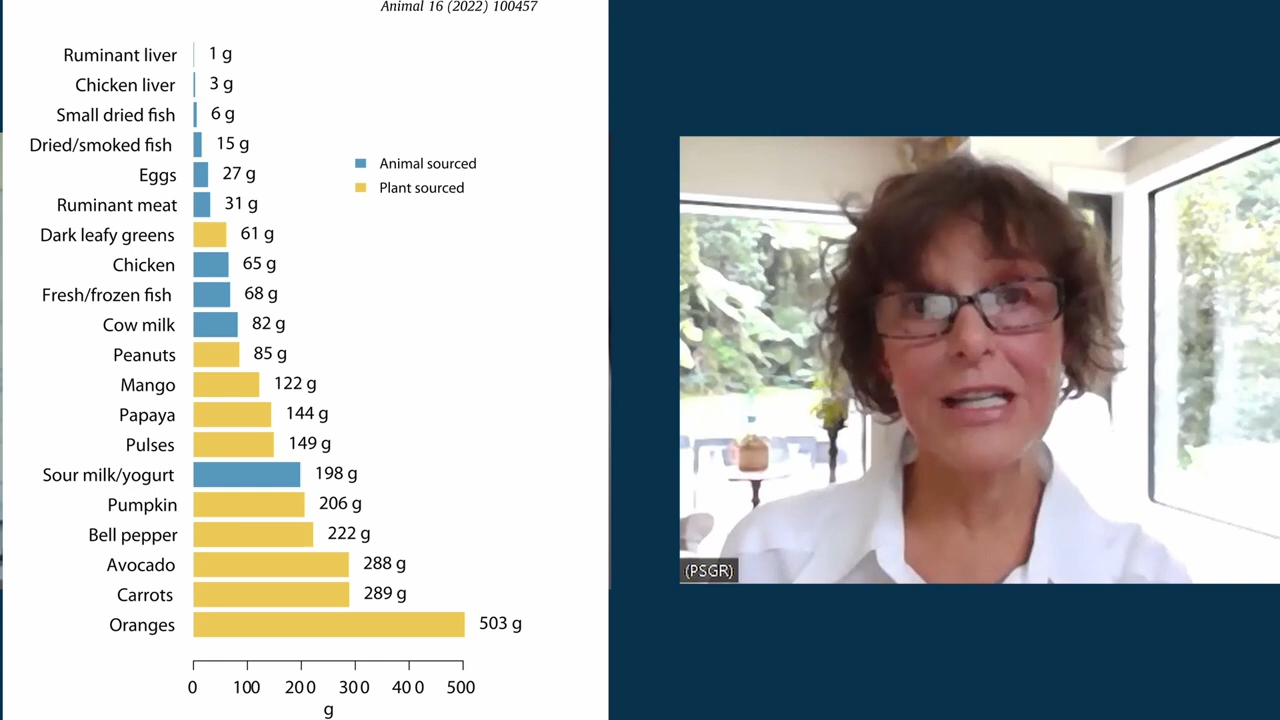 Animal 16 (2022) 100457
Ruminant liver 1 g
Chicken liver 3 g
Small dried fish 6 g
Dried/smoked fish 15 g
Animal sourced
Eggs 27 g
Plant sourced
Ruminant meat 31 g
Dark leafy greens 61 g
Chicken 65 g
Fresh/frozen fish 68 g
Cow milk 82 g
Peanuts 85 g
Mango 122 g
Papaya 144 g
Pulses 149 g
Sour milk/yogurt 198 g
Pumpkin 206 g
Bell pepper 222 g
Avocado 288 g
Carrots 289 g
Oranges 503 g
0 100 200 300 400 500
g
(PSGR)